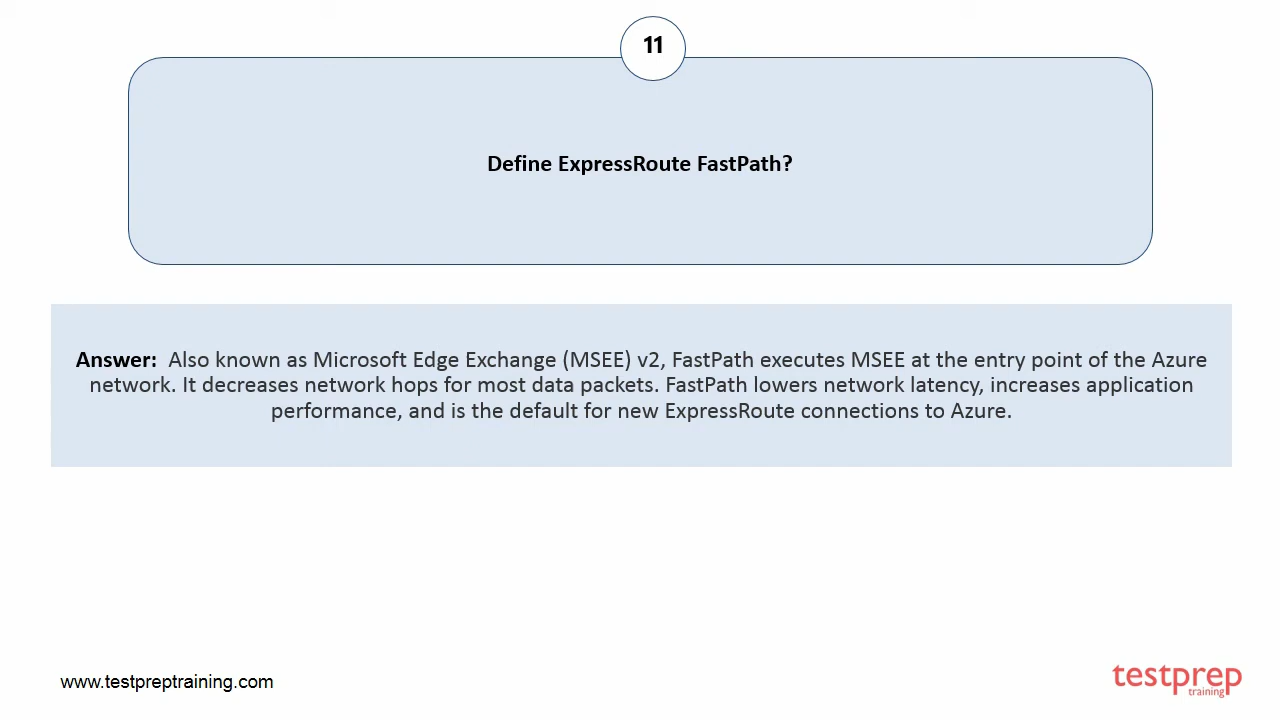 11
Define ExpressRoute FastPath?
Answer: Also known as Microsoft Edge Exchange (MSEE) v2, FastPath executes MSEE at the entry point of the Azure
network. It decreases network hops for most data packets. FastPath lowers network latency, increases application
performance, and is the default for new ExpressRoute connections to Azure.
www.testpreptraining.com
testprep
training